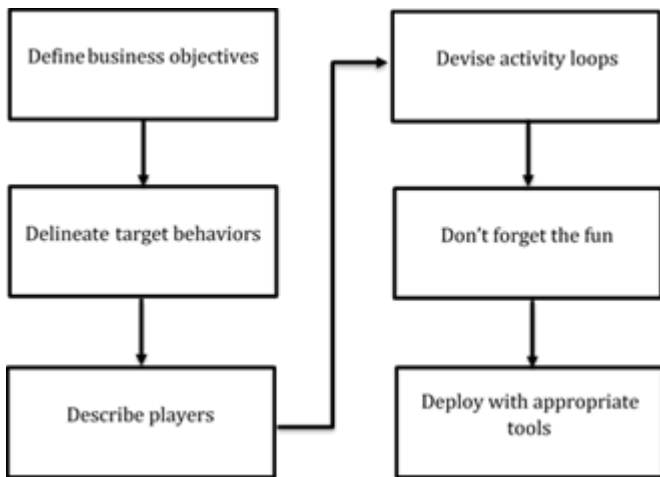 Define business objectives
Delineate target behaviors
Describe players
Devise activity loops
Don't forget the fun
Deploy with appropriate
tools